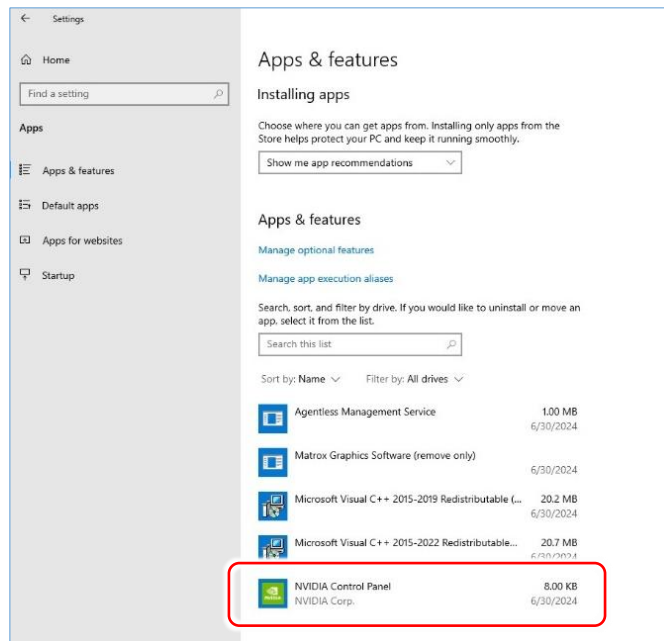 Settings
Home
Find a setting
Apps
Apps & features
Default apps
Apps for websites
Startup
Apps & features
Installing apps
Choose where you can get apps from. Installing only apps from the
Store helps protect your PC and keep it running smoothly.
Show me app recommendations
Apps & features
Manage optional features
Manage app execution aliases
Search, sort, and filter by drive. If you would like to uninstall or move an
app, select it from the list.
Search this list
Sort by: Name Filter by: All drives
Agentless Management Service 1.00 MB
6/30/2024
Matrox Graphics Software (remove only)
6/30/2024
Microsoft Visual C++ 2015-2019 Redistributable (... 20.2 MB
6/30/2024
Microsoft Visual C++ 2015-2022 Redistributable... 20.7 MB
6/30/2024
NVIDIA Control Panel 8.00 KB
NVIDIA Corp. 6/30/2024